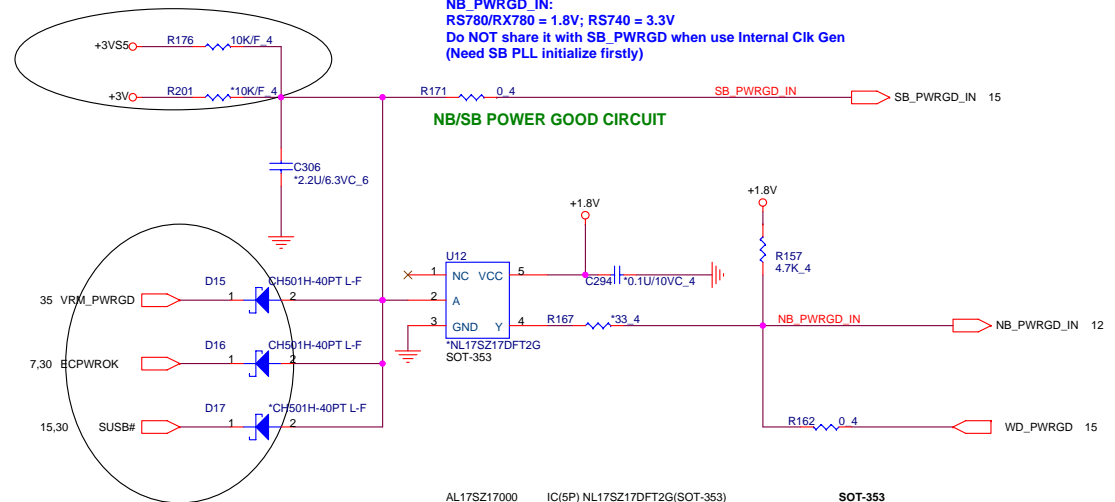 NB_PWRGD_IN:
RS780/RX780 = 1.8V; RS740 = 3.3V
Do NOT share it with SB_PWRGD when use Internal Clk Gen
(Need SB PLL initialize firstly)
+3VS5 R176 10K/F_4
+3V R201 *10K/F_4
R171 0_4 SB_PWRGD_IN SB_PWRGD_IN 15
NB/SB POWER GOOD CIRCUIT
C306
*2.2U/6.3VC_6
+1.8V
+1.8V
R157
4.7K_4
U12
1 NC VCC 5
2 A
3 GND Y 4
*NL17SZ17DFT2G
SOT-353
C294 *0.1U/10VC_4
R167 *33_4 NB_PWRGD_IN NB_PWRGD_IN 12
D15 CH501H-40PT L-F
35 VRM_PWRGD 1 2
D16 CH501H-40PT L-F
7,30 ECPWROK 1 2
D17 *CH501H-40PT L-F
15,30 SUSB# 1 2
R162 0_4 WD_PWRGD 15
AL17SZ17000 IC(5P) NL17SZ17DFT2G(SOT-353) SOT-353